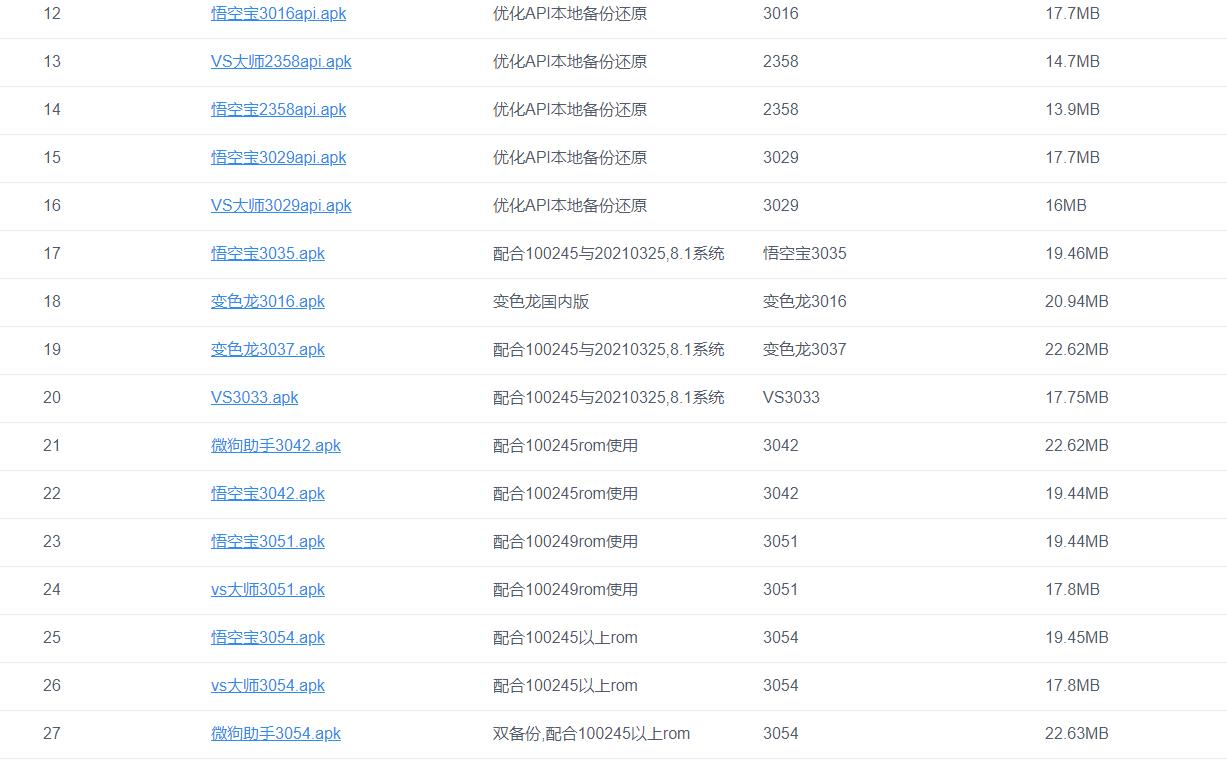 12 悟空宝3016api.apk 优化API本地备份还原 3016 17.7MB
13 VS大师2358api.apk 优化API本地备份还原 2358 14.7MB
14 悟空宝2358api.apk 优化API本地备份还原 2358 13.9MB
15 悟空宝3029api.apk 优化API本地备份还原 3029 17.7MB
16 VS大师3029api.apk 优化API本地备份还原 3029 16MB
17 悟空宝3035.apk 配合100245与20210325,8.1系统 悟空宝3035 19.46MB
18 变色龙3016.apk 变色龙国内版 变色龙3016 20.94MB
19 变色龙3037.apk 配合100245与20210325,8.1系统 变色龙3037 22.62MB
20 VS3033.apk 配合100245与20210325,8.1系统 VS3033 17.75MB
21 微狗助手3042.apk 配合100245rom使用 3042 22.62MB
22 悟空宝3042.apk 配合100245rom使用 3042 19.44MB
23 悟空宝3051.apk 配合100249rom使用 3051 19.44MB
24 vs大师3051.apk 配合100249rom使用 3051 17.8MB
25 悟空宝3054.apk 配合100245以上rom 3054 19.45MB
26 vs大师3054.apk 配合100245以上rom 3054 17.8MB
27 微狗助手3054.apk 双备份,配合100245以上rom 3054 22.63MB